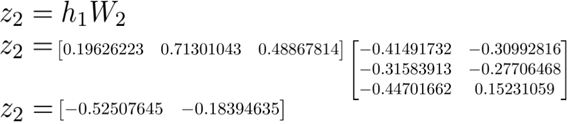 z₂ = h₁W₂
z₂ = [0.19626223 0.71301043 0.48867814] [−0.41491732 −0.30992816
−0.31583913 −0.27706468
−0.44701662 0.15231059]
z₂ = [−0.52507645 −0.18394635]